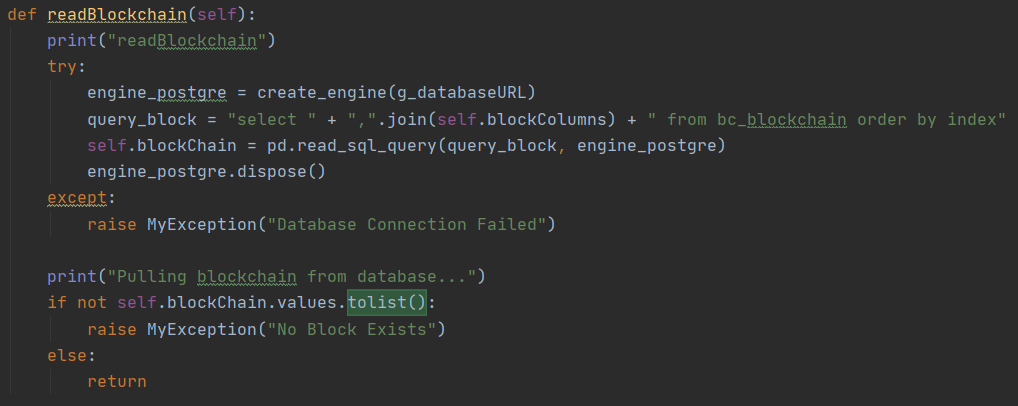 def readBlockchain(self):
    print("readBlockchain")
    try:
        engine_postgre = create_engine(g_databaseURL)
        query_block = "select " + ",".join(self.blockColumns) + " from bc_blockchain order by index"
        self.blockChain = pd.read_sql_query(query_block, engine_postgre)
        engine_postgre.dispose()
    except:
        raise MyException("Database Connection Failed")
    print("Pulling blockchain from database...")
    if not self.blockChain.values.tolist():
        raise MyException("No Block Exists")
    else:
        return